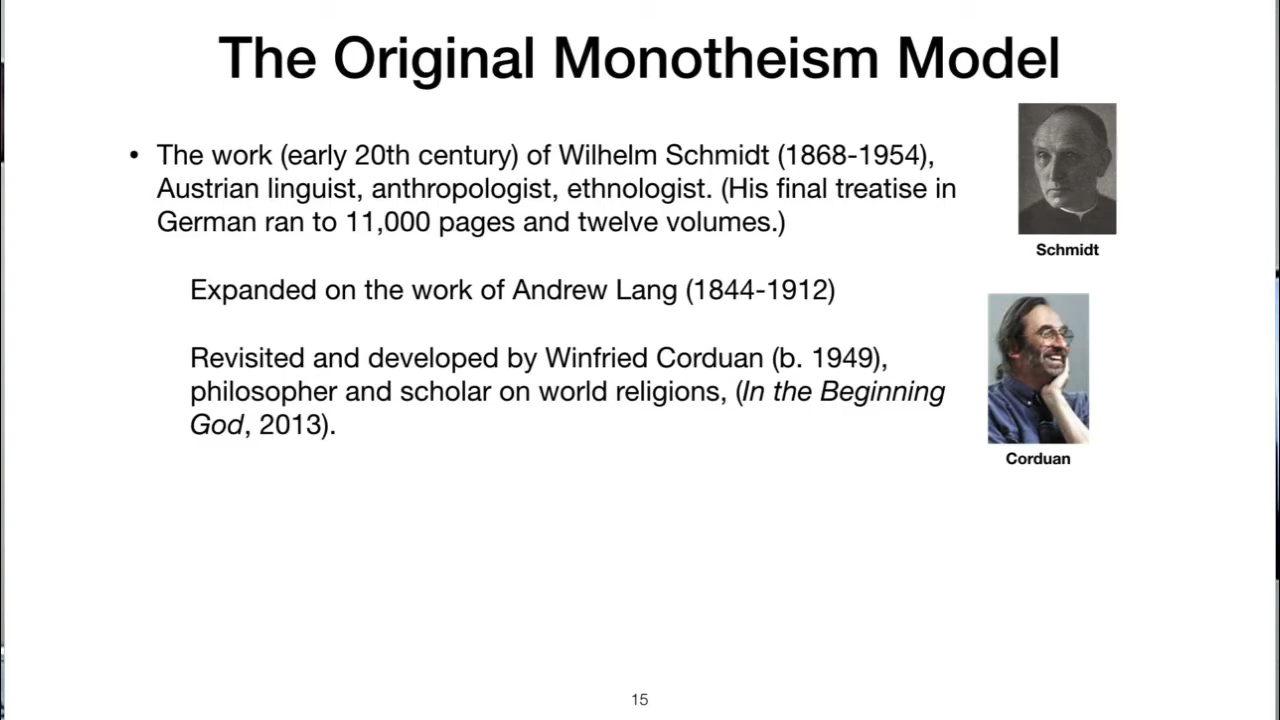 The Original Monotheism Model
• The work (early 20th century) of Wilhelm Schmidt (1868-1954),
Austrian linguist, anthropologist, ethnologist. (His final treatise in
German ran to 11,000 pages and twelve volumes.)
Schmidt
Expanded on the work of Andrew Lang (1844-1912)
Revisited and developed by Winfried Corduan (b. 1949),
philosopher and scholar on world religions, (In the Beginning
God, 2013).
Corduan
15